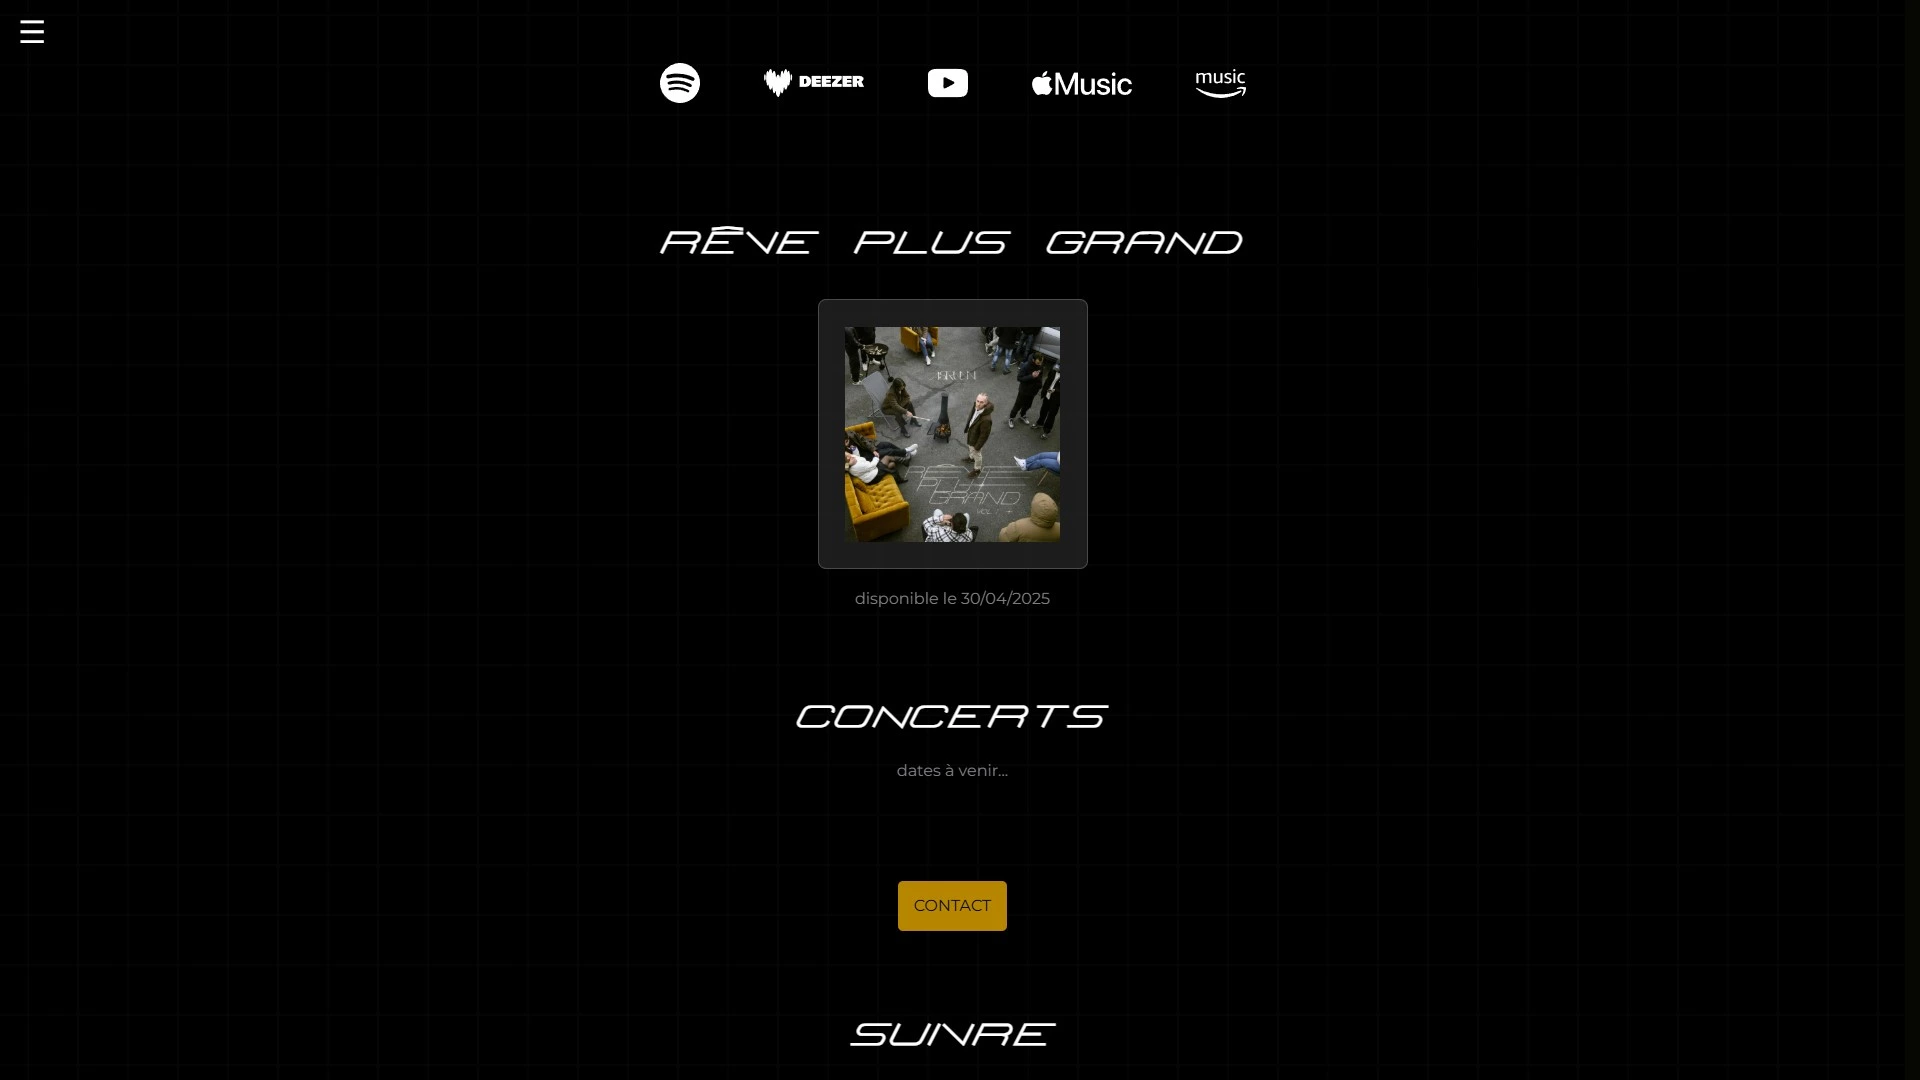 DEEZER
Music
music
RÊVE PLUS GRAND
RÊVE
PLUS
GRAND
disponible le 30/04/2025
CONCERTS
dates à venir...
CONTACT
SUIVRE